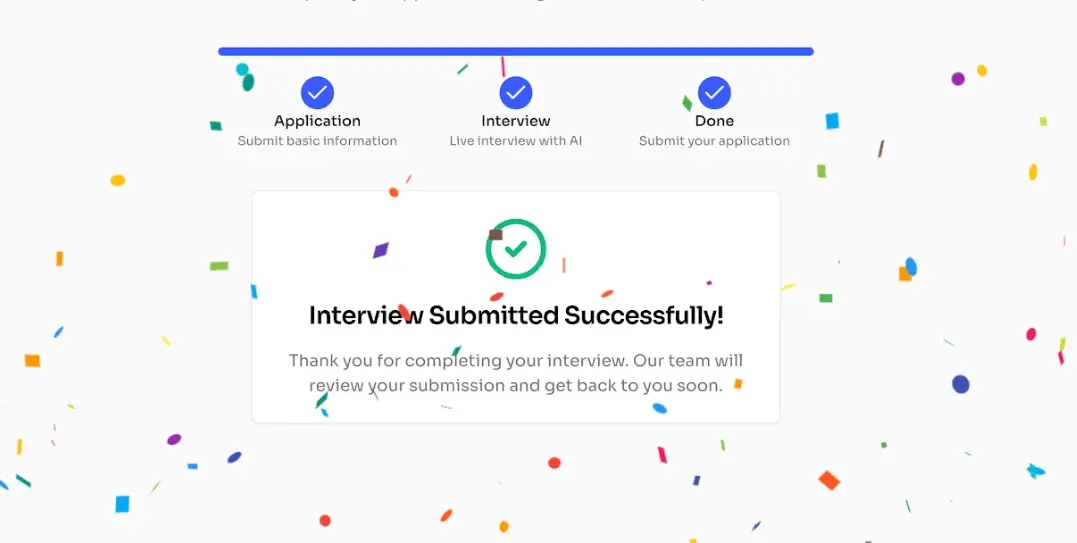 Application
Submit basic information
Interview
Live interview with AI
Done
Submit your application
Interview Submitted Successfully!
Thank you for completing your interview. Our team will
review your submission and get back to you soon.